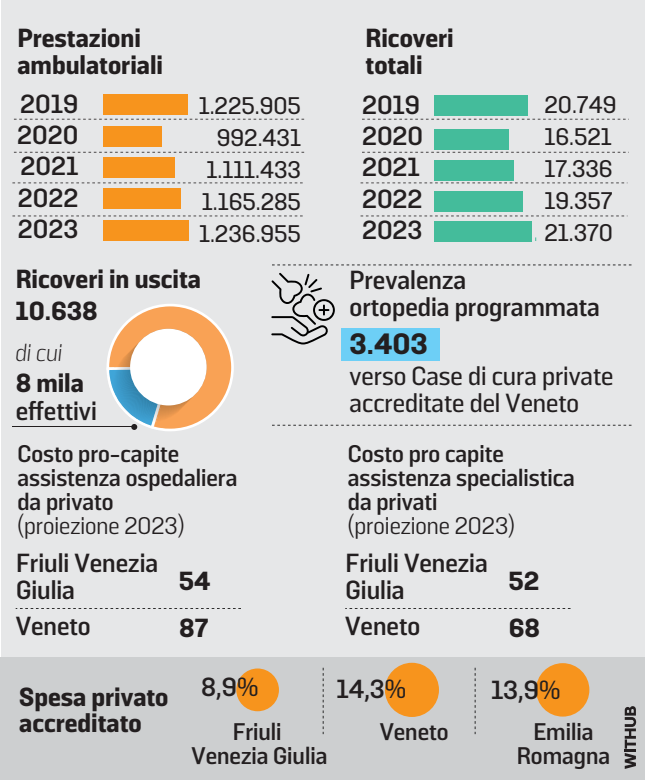 Prestazioni
ambulatoriali
2019 1.225.905
2020 992.431
2021 1.111.433
2022 1.165.285
2023 1.236.955
Ricoveri
totali
2019 20.749
2020 16.521
2021 17.336
2022 19.357
2023 21.370
Ricoveri in uscita
10.638
di cui
8 mila
effettivi
Prevalenza
ortopedia programmata
3.403
verso Case di cura private
accreditate del Veneto
Costo pro-capite
assistenza ospedaliera
da privato
(proiezione 2023)
Friuli Venezia
Giulia 54
Veneto 87
Costo pro capite
assistenza specialistica
da privati
(proiezione 2023)
Friuli Venezia
Giulia 52
Veneto 68
Spesa privato
accreditato
8,9%
Friuli
Venezia Giulia
14,3%
Veneto
13,9%
Emilia
Romagna
WITHUB